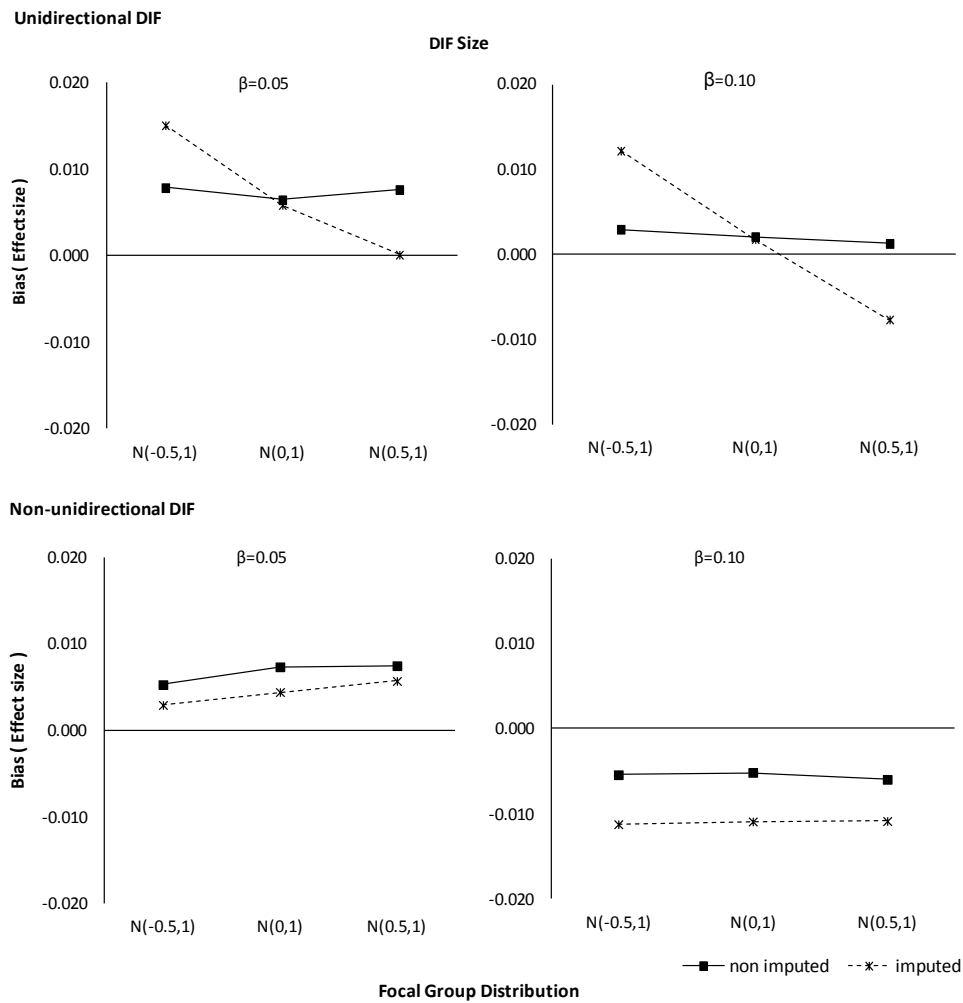 Unidirectional DIF
DIF Size
β=0.05
0.020
0.010
0.000
-0.010
-0.020
Bias ( Effect size )
N(-0.5,1) N(0,1) N(0.5,1)
β=0.10
0.020
0.010
0.000
-0.010
-0.020
N(-0.5,1) N(0,1) N(0.5,1)
Non-unidirectional DIF
β=0.05
0.020
0.010
0.000
-0.010
-0.020
Bias ( Effect size )
N(-0.5,1) N(0,1) N(0.5,1)
β=0.10
0.020
0.010
0.000
-0.010
-0.020
N(-0.5,1) N(0,1) N(0.5,1)
non imputed imputed
Focal Group Distribution